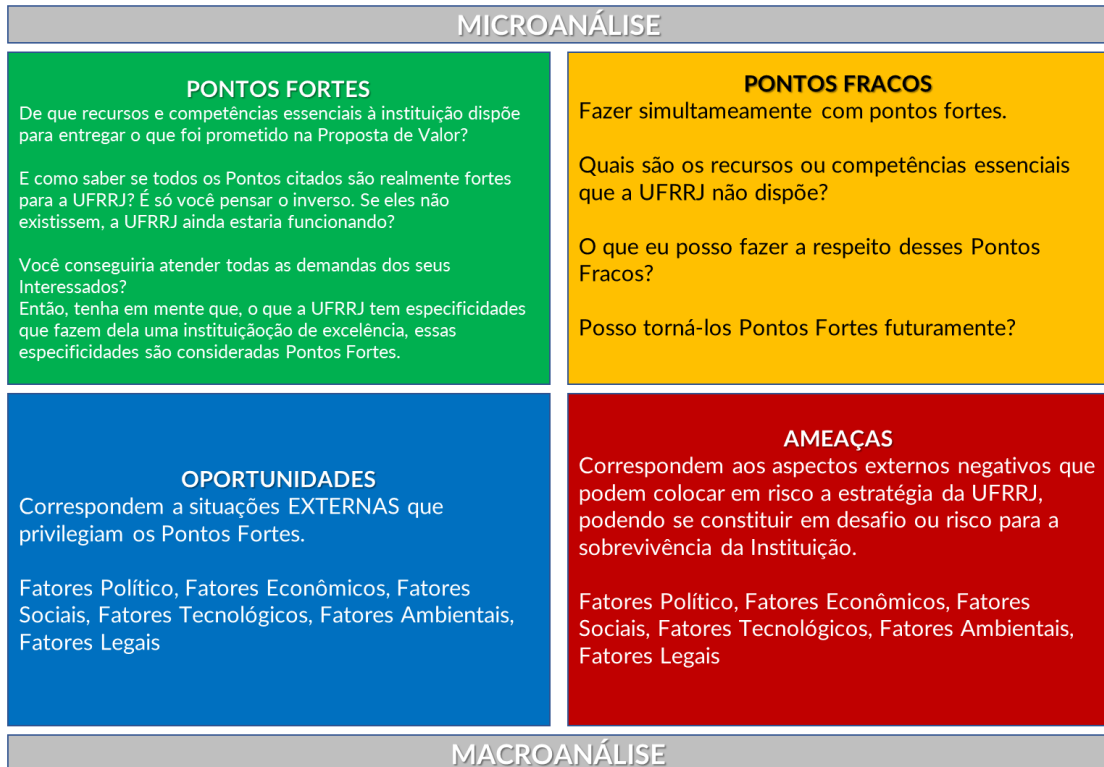 MICROANÁLISE
PONTOS FORTES
De que recursos e competências essenciais à instituição dispõe
para entregar o que foi prometido na Proposta de Valor?
E como saber se todos os Pontos citados são realmente fortes
para a UFRRJ? É só você pensar o inverso. Se eles não
existissem, a UFRRJ ainda estaria funcionando?
Você conseguiria atender todas as demandas dos seus
Interessados?
Então, tenha em mente que, o que a UFRRJ tem especificidades
que fazem dela uma instituiçãoção de excelência, essas
especificidades são consideradas Pontos Fortes.
PONTOS FRACOS
Fazer simultameamente com pontos fortes.
Quais são os recursos ou competências essenciais
que a UFRRJ não dispõe?
O que eu posso fazer a respeito desses Pontos
Fracos?
Posso torná-los Pontos Fortes futuramente?
OPORTUNIDADES
Correspondem a situações EXTERNAS que
privilegiam os Pontos Fortes.
Fatores Político, Fatores Econômicos, Fatores
Sociais, Fatores Tecnológicos, Fatores Ambientais,
Fatores Legais
AMEAÇAS
Correspondem aos aspectos externos negativos que
podem colocar em risco a estratégia da UFRRJ,
podendo se constituir em desafio ou risco para a
sobrevivência da Instituição.
Fatores Político, Fatores Econômicos, Fatores
Sociais, Fatores Tecnológicos, Fatores Ambientais,
Fatores Legais
MACROANÁLISE